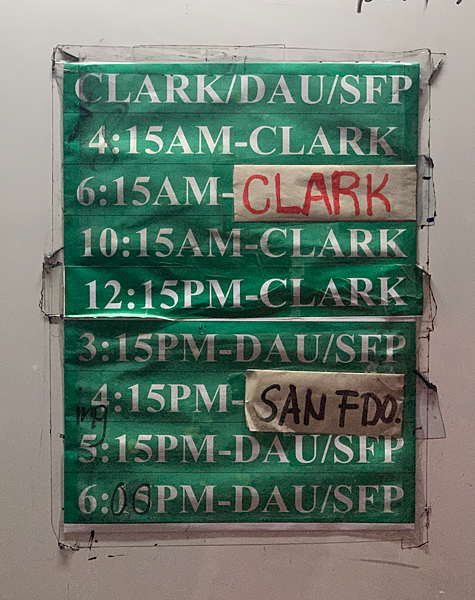 CLARK/DAU/SFP
4:15AM-CLARK
6:15AM-CLARK
10:15AM-CLARK
12:15PM-CLARK
3:15PM-DAU/SFP
4:15PM-SAN FDO.
ing
5:15PM-DAU/SFP
6:00PM-DAU/SFP